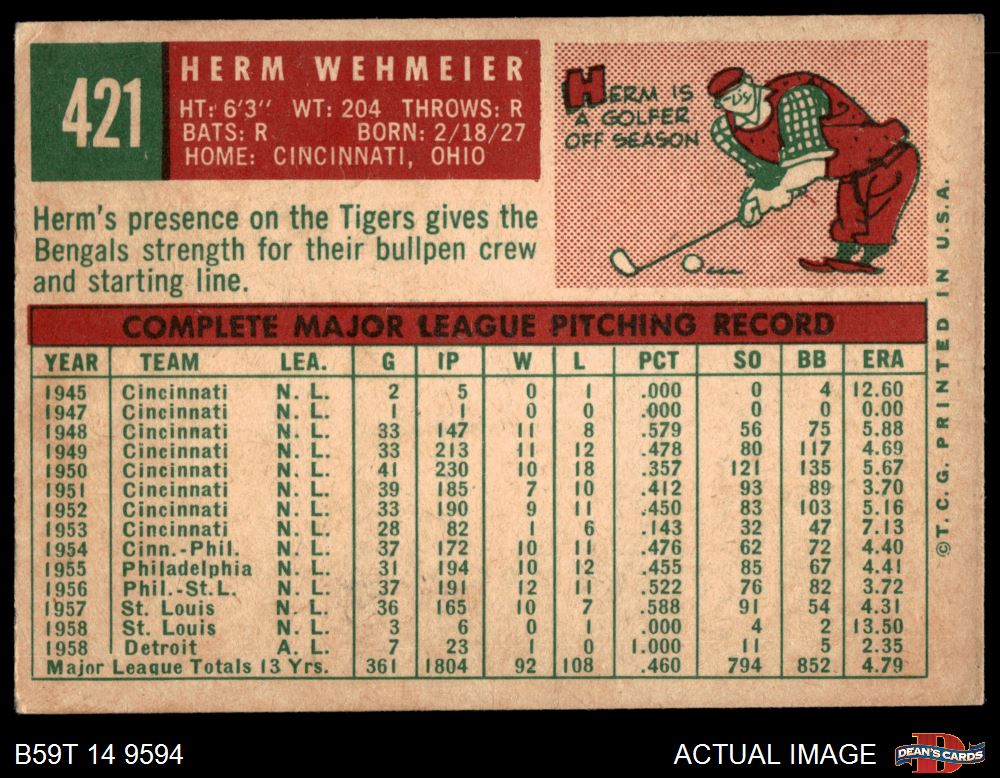 421
HERM WEHMEIER
HT: 6'3" WT: 204 THROWS: R
BATS: R BORN: 2/18/27
HOME: CINCINNATI, OHIO
HERM IS
A GOLFER
OFF SEASON
Herm's presence on the Tigers gives the
Bengals strength for their bullpen crew
and starting line.
COMPLETE MAJOR LEAGUE PITCHING RECORD
YEAR TEAM LEA. G IP W L PCT SO BB ERA
1945 Cincinnati N. L. 2 5 0 1 .000 0 4 12.60
1947 Cincinnati N. L. 1 1 0 0 .000 0 0 0.00
1948 Cincinnati N. L. 33 147 11 8 .579 56 75 5.88
1949 Cincinnati N. L. 33 213 11 12 .478 80 117 4.69
1950 Cincinnati N. L. 41 230 10 18 .357 121 135 5.67
1951 Cincinnati N. L. 39 185 7 10 .412 93 89 3.70
1952 Cincinnati N. L. 33 190 9 11 .450 83 103 5.16
1953 Cincinnati N. L. 28 82 1 6 .143 32 47 7.13
1954 Cinn.-Phil. N. L. 37 172 10 11 .476 62 72 4.40
1955 Philadelphia N. L. 31 194 10 12 .455 85 67 4.41
1956 Phil.-St.L. N. L. 37 191 12 11 .522 76 82 3.72
1957 St. Louis N. L. 36 165 10 7 .588 91 54 4.31
1958 St. Louis N. L. 3 6 0 1 .000 4 2 13.50
1958 Detroit A. L. 7 23 1 0 1.000 11 5 2.35
Major League Totals 13 Yrs. 361 1804 92 108 .460 794 852 4.79
©T. C. G. PRINTED IN U. S. A.
B59T 14 9594
ACTUAL IMAGE
DEAN'S CARDS